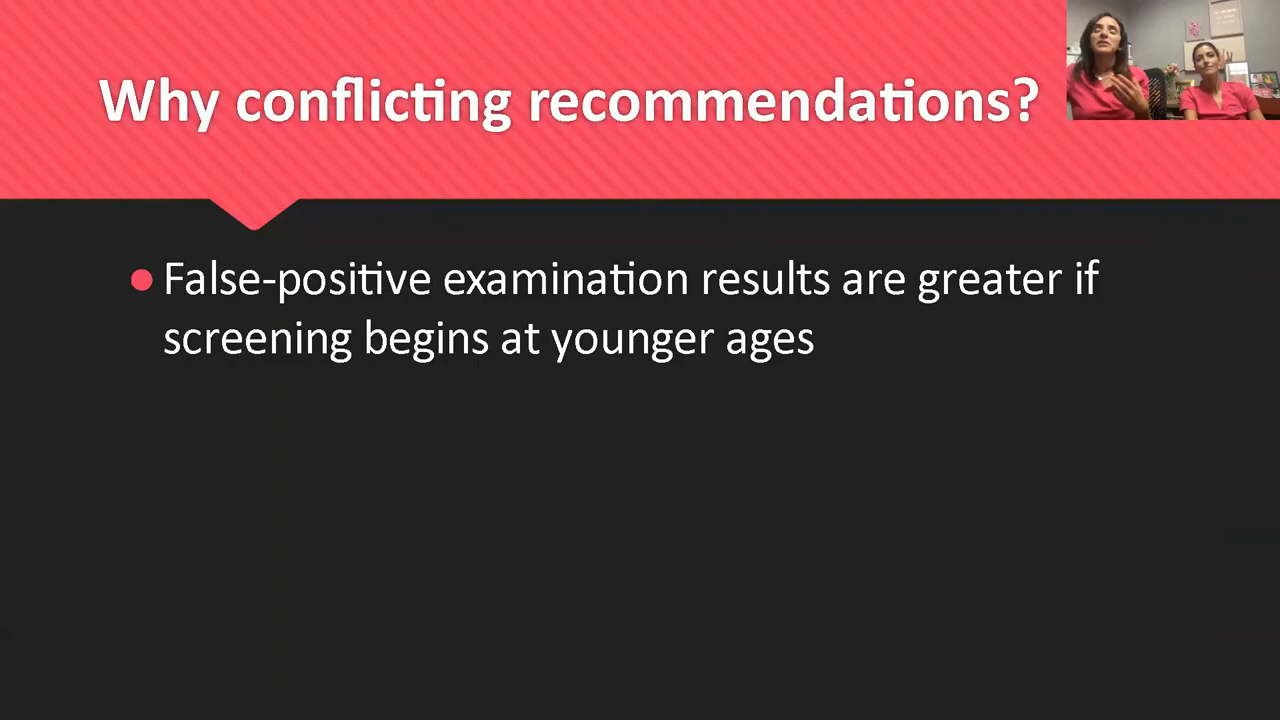 Why conflicting recommendations?
False-positive examination results are greater if
screening begins at younger ages